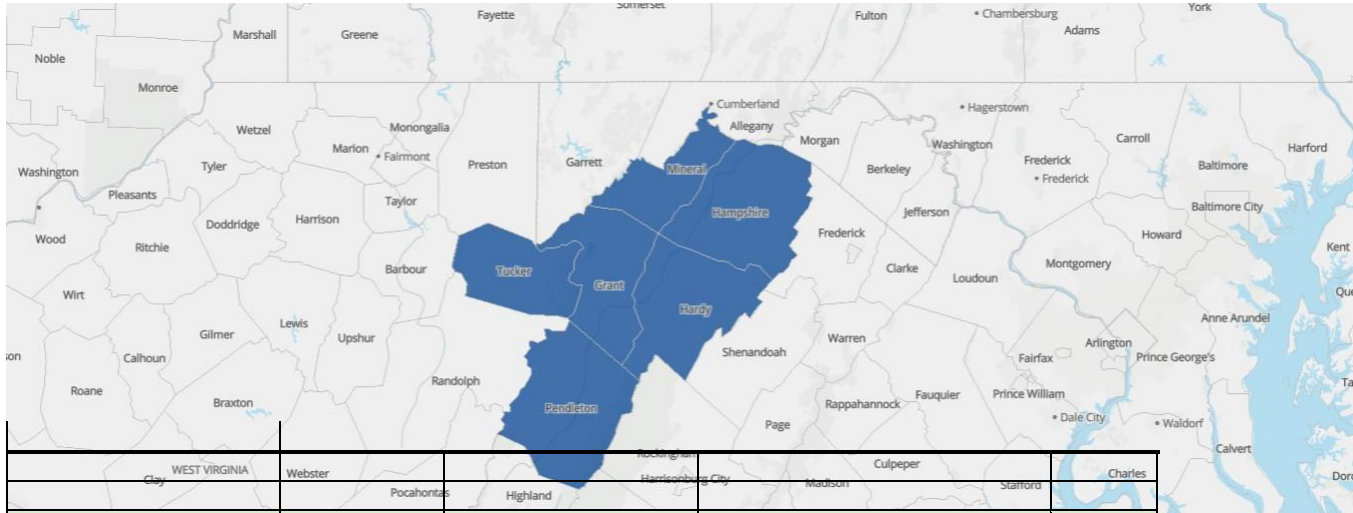 Fayette
Somerset
Fulton
Chambersburg
York
Marshall
Greene
Adams
Noble
Monroe
Cumberland
Hagerstown
Wetzel
Monongalia
Allegany
Morgan
Carroll
Harford
Marion
Fairmont
Preston
Garrett
Mineral
Berkeley
Washington
Frederick
Baltimore
Washington
Tyler
Frederick
Pleasants
Taylor
Hampshire
Jefferson
Baltimore City
Doddridge
Harrison
Wood
Ritchie
Frederick
Howard
Kent
Barbour
Tucker
Clarke
Loudoun
Montgomery
Wirt
Grant
Hardy
Anne Arundel
Gilmer
Lewis
Upshur
Warren
Arlington
Calhoun
Shenandoah
Fairfax
Prince George's
Roane
Randolph
Braxton
Pendleton
Rappahannock
Fauquier
Prince William
Dale City
Waldorf
Page
Calvert
Rockingham
WEST VIRGINIA
Webster
Culpeper
Clay
Harrisonburg City
Madison
Stafford
Charles
Pocahontas
Highland